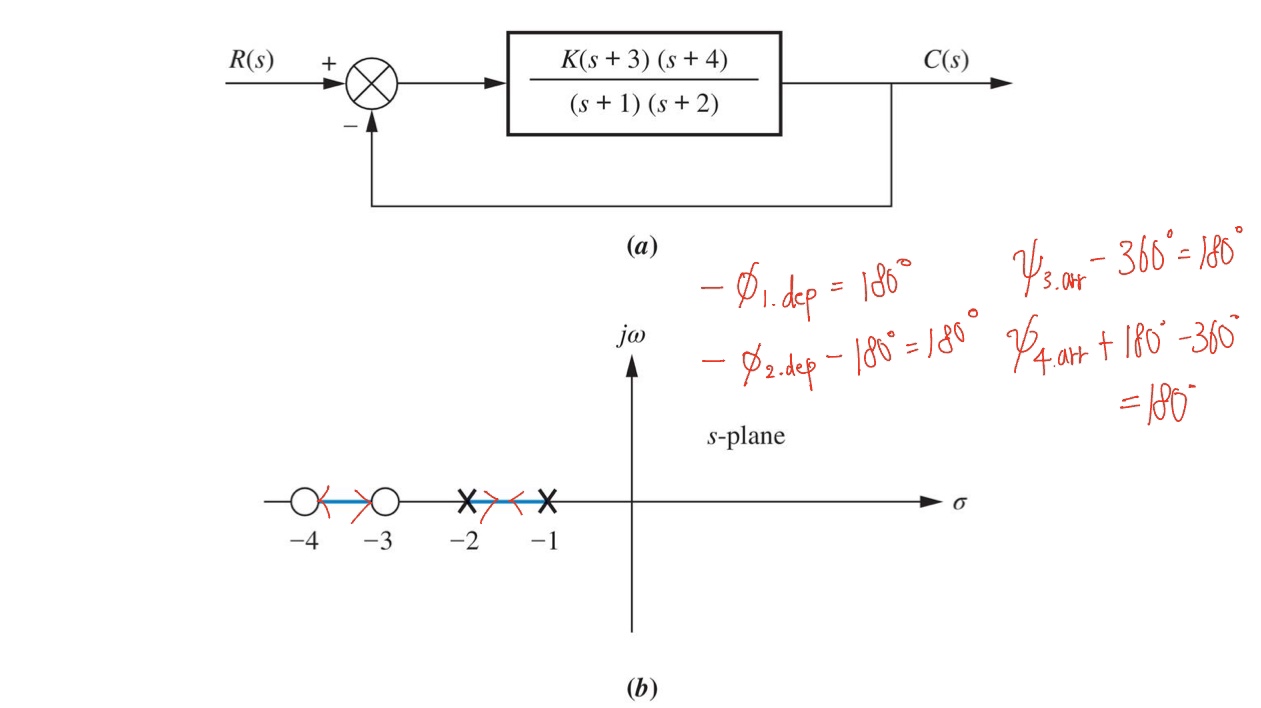 R(s)
+
K(s + 3) (s + 4)
(s + 1) (s + 2)
C(s)
−
(a)
− ϕ1.dep = 180°
− ϕ2.dep − 180° = 180°
ψ3.arr − 360° = 180°
ψ4.arr + 180° − 360°
= 180°
jω
s-plane
σ
−4
−3
−2
−1
(b)